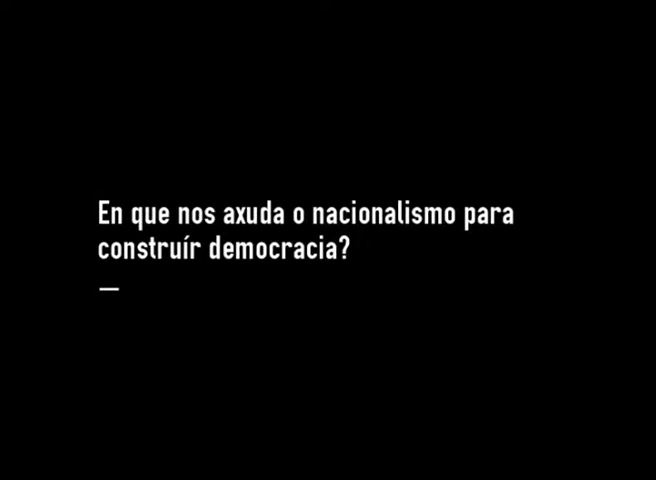 En que nos axuda o nacionalismo para
construír democracia?